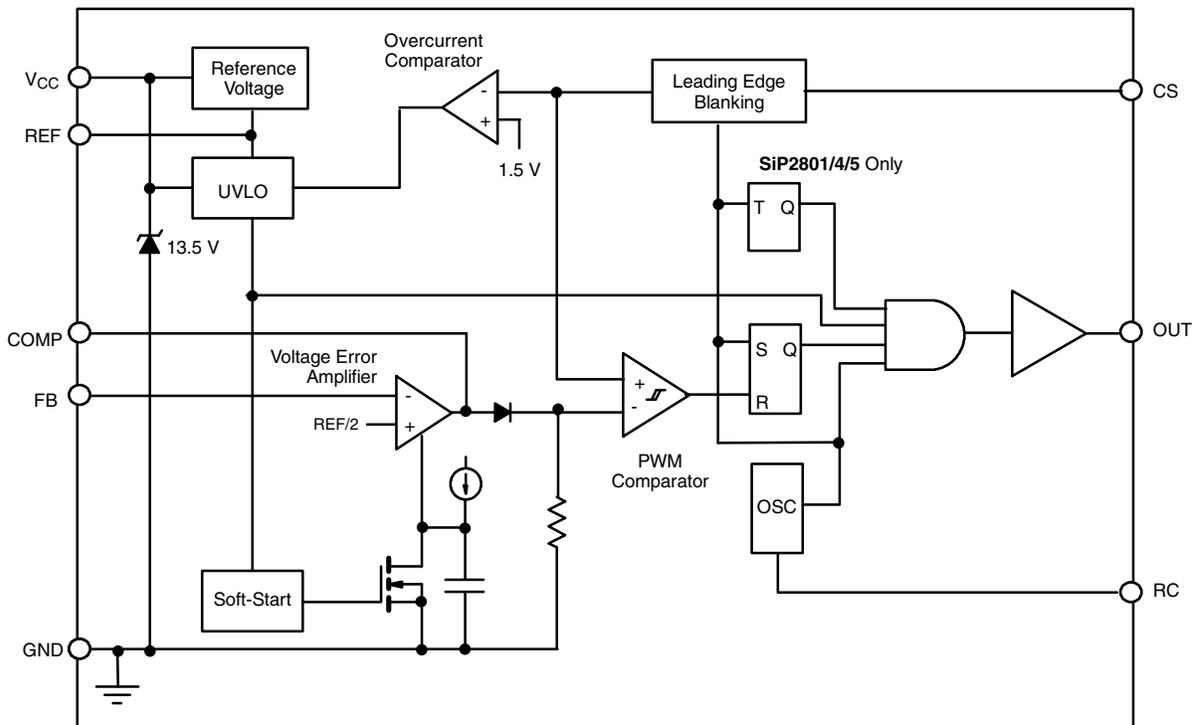 Overcurrent
Comparator
VCC
Reference
Voltage
Leading Edge
Blanking
CS
-
+
REF
1.5 V
SiP2801/4/5 Only
UVLO
T Q
13.5 V
COMP
OUT
Voltage Error
Amplifier
S Q
FB
-
+
REF/2
+
-
R
PWM
Comparator
OSC
Soft-Start
RC
GND